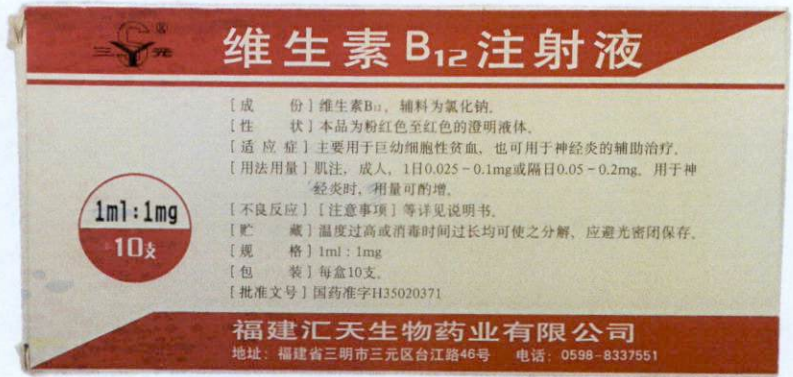 三元
维生素B₁₂注射液
[成　　份] 维生素B₁₂，辅料为氯化钠。
[性　　状] 本品为粉红色至红色的澄明液体。
[适 应 症] 主要用于巨幼细胞性贫血，也可用于神经炎的辅助治疗。
[用法用量] 肌注，成人，1日0.025-0.1mg或隔日0.05-0.2mg。用于神
经炎时，用量可酌增。
[不良反应] [注意事项] 等详见说明书。
[贮　　藏] 温度过高或消毒时间过长均可使之分解、应避光密闭保存。
[规　　格] 1ml：1mg
[包　　装] 每盒10支。
[批准文号] 国药准字H35020371
1ml:1mg
10支
福建汇天生物药业有限公司
地址：福建省三明市三元区台江路46号　电话：0598-8337551